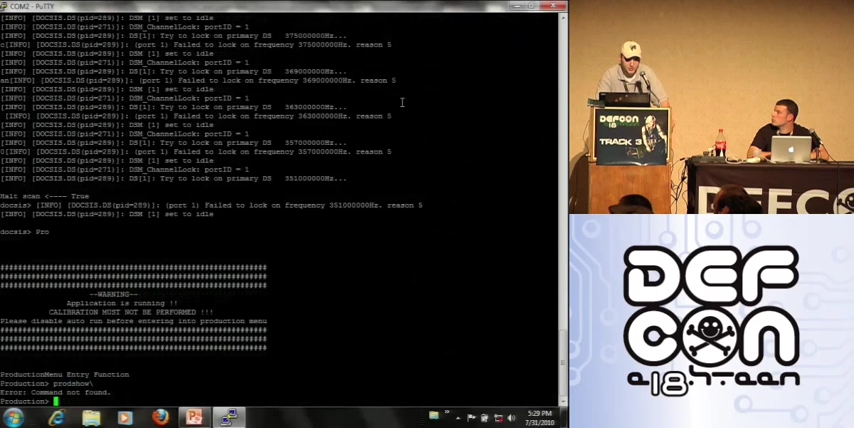 COM2 - PuTTY
[INFO] [DOCSIS.DS(pid=289)]: DSM [1] set to idle
[INFO] [DOCSIS.DS(pid=271)]: DSM_ChannelLock: portID = 1
[INFO] [DOCSIS.DS(pid=289)]: DS[1]: Try to lock on primary DS   375000000Hz...
c[INFO] [DOCSIS.DS(pid=289)]: (port 1) Failed to lock on frequency 375000000Hz. reason 5
[INFO] [DOCSIS.DS(pid=289)]: DSM [1] set to idle
[INFO] [DOCSIS.DS(pid=271)]: DSM_ChannelLock: portID = 1
[INFO] [DOCSIS.DS(pid=289)]: DS[1]: Try to lock on primary DS   369000000Hz...
an[INFO] [DOCSIS.DS(pid=289)]: (port 1) Failed to lock on frequency 369000000Hz. reason 5
[INFO] [DOCSIS.DS(pid=289)]: DSM [1] set to idle
[INFO] [DOCSIS.DS(pid=271)]: DSM_ChannelLock: portID = 1
[INFO] [DOCSIS.DS(pid=289)]: DS[1]: Try to lock on primary DS   363000000Hz...
[INFO] [DOCSIS.DS(pid=289)]: (port 1) Failed to lock on frequency 363000000Hz. reason 5
[INFO] [DOCSIS.DS(pid=289)]: DSM [1] set to idle
[INFO] [DOCSIS.DS(pid=271)]: DSM_ChannelLock: portID = 1
[INFO] [DOCSIS.DS(pid=289)]: DS[1]: Try to lock on primary DS   357000000Hz...
0[INFO] [DOCSIS.DS(pid=289)]: (port 1) Failed to lock on frequency 357000000Hz. reason 5
[INFO] [DOCSIS.DS(pid=289)]: DSM [1] set to idle
[INFO] [DOCSIS.DS(pid=271)]: DSM_ChannelLock: portID = 1
[INFO] [DOCSIS.DS(pid=289)]: DS[1]: Try to lock on primary DS   351000000Hz...
Halt scan <---- True
docsis> [INFO] [DOCSIS.DS(pid=289)]: (port 1) Failed to lock on frequency 351000000Hz. reason 5
[INFO] [DOCSIS.DS(pid=289)]: DSM [1] set to idle
docsis> Pro
--WARNING--
Application is running !!
CALIBRATION MUST NOT BE PERFORMED !!!
Please disable auto run before entering into production menu
ProductionMenu Entry Function
Production> prodshow\
Error: Command not found.
Production>
5:29 PM
7/31/2010
DEFCON
18
TRACK 3
DEFCO
DEF
CON
e18.teen